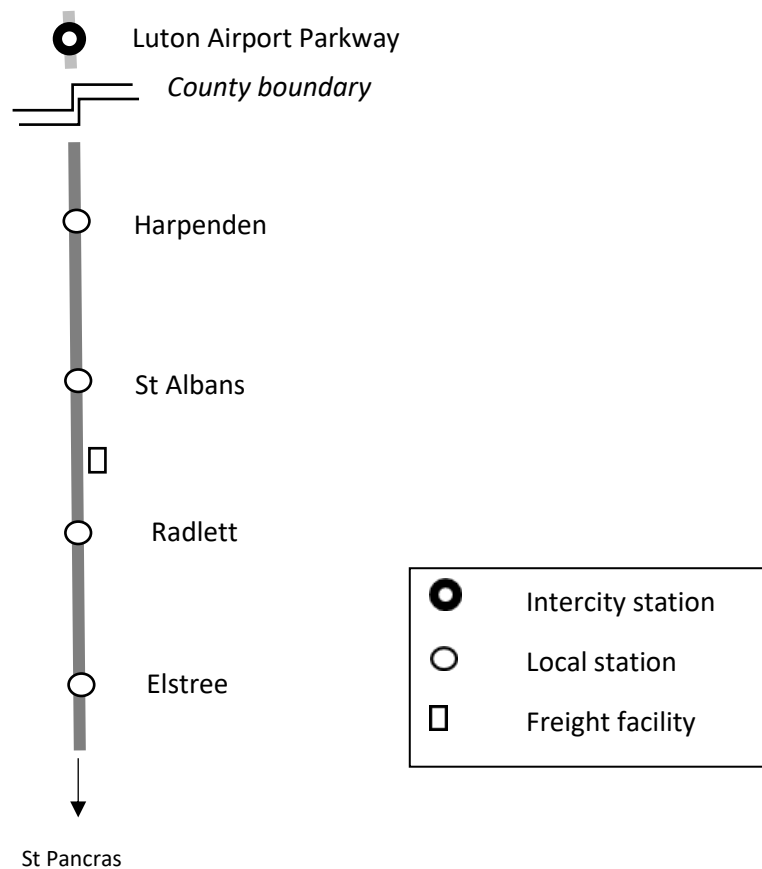 Luton Airport Parkway
County boundary
Harpenden
St Albans
Radlett
Elstree
St Pancras
Intercity station
Local station
Freight facility